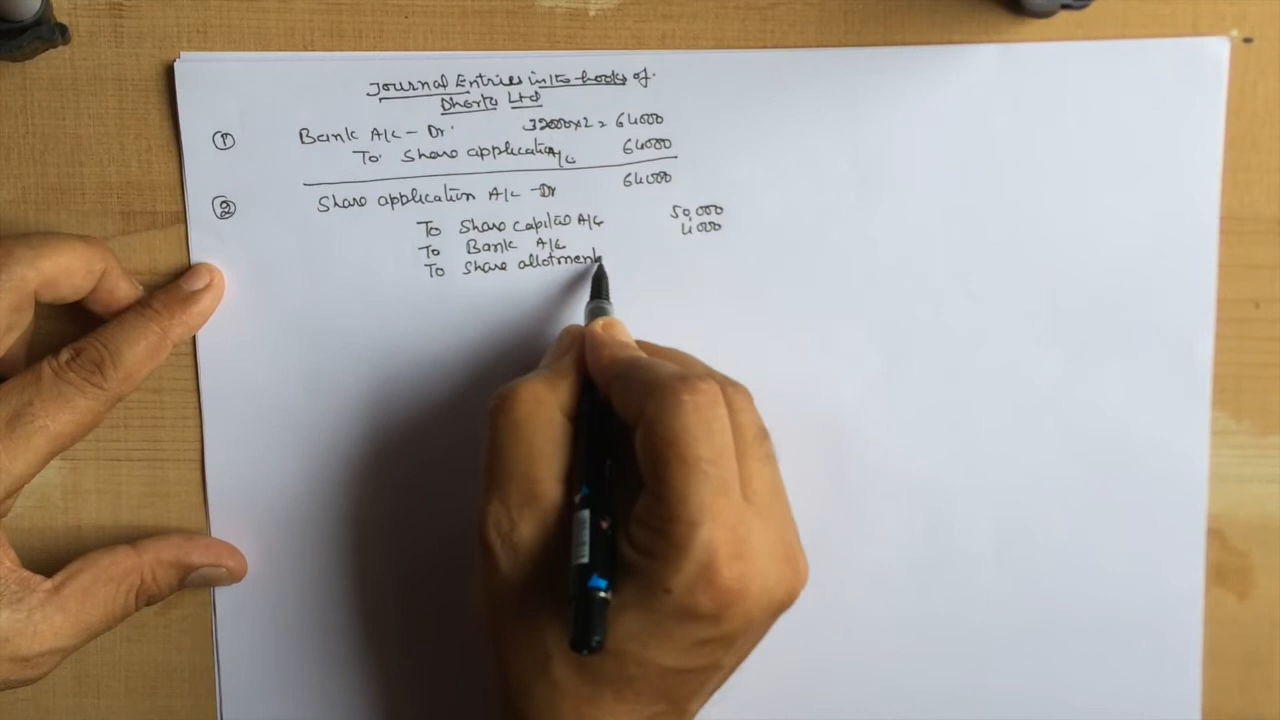 Journal Entries in the books of
Dharta Ltd
① Bank A/c - Dr. 32000x2 = 64000
To Share application A/c 64000
② Share application A/c - Dr 64000
To Share capital A/c 50,000
To Bank A/c 4000
To Share allotment